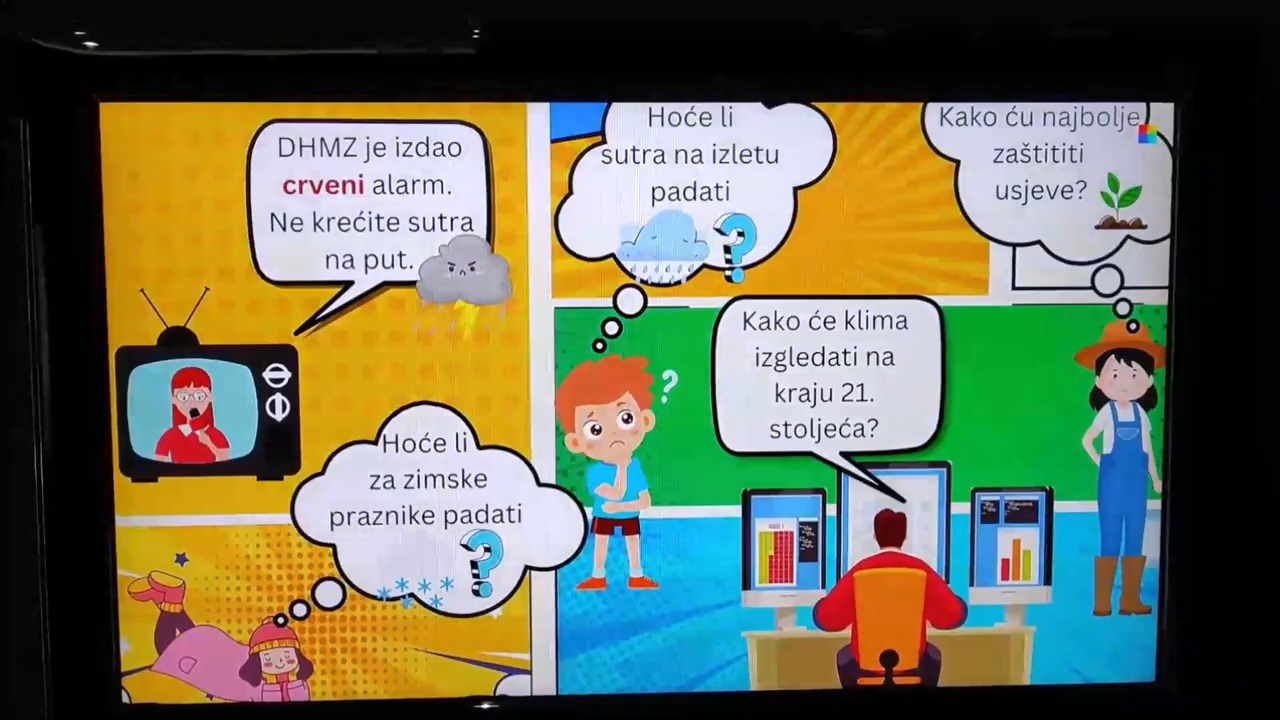 DHMZ je izdao
crveni alarm.
Ne krećite sutra
na put.
Hoće li
sutra na izletu
padati
?
Kako ću najbolje
zaštititi
usjeve?
?
Kako će klima
izgledati na
kraju 21.
stoljeća?
Hoće li
za zimske
praznike padati
?